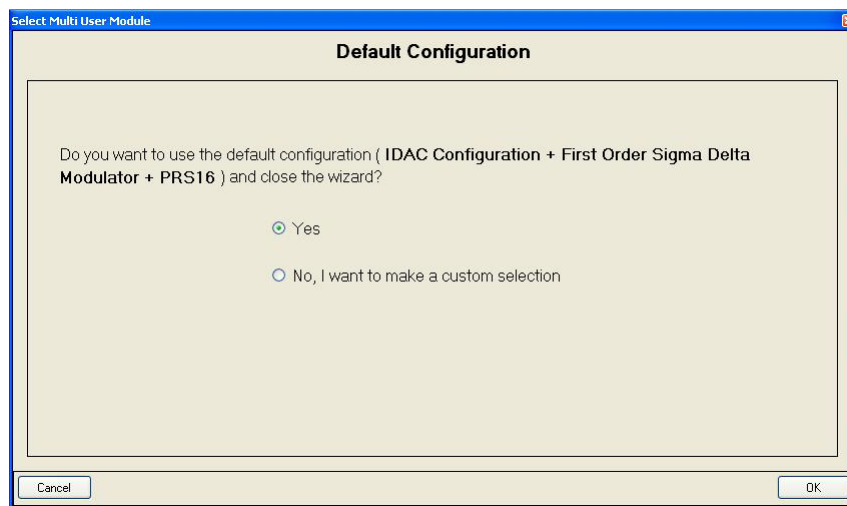 Select Multi User Module
Default Configuration
Do you want to use the default configuration ( IDAC Configuration + First Order Sigma Delta
Modulator + PRS16 ) and close the wizard?
Yes
No, I want to make a custom selection
Cancel
OK